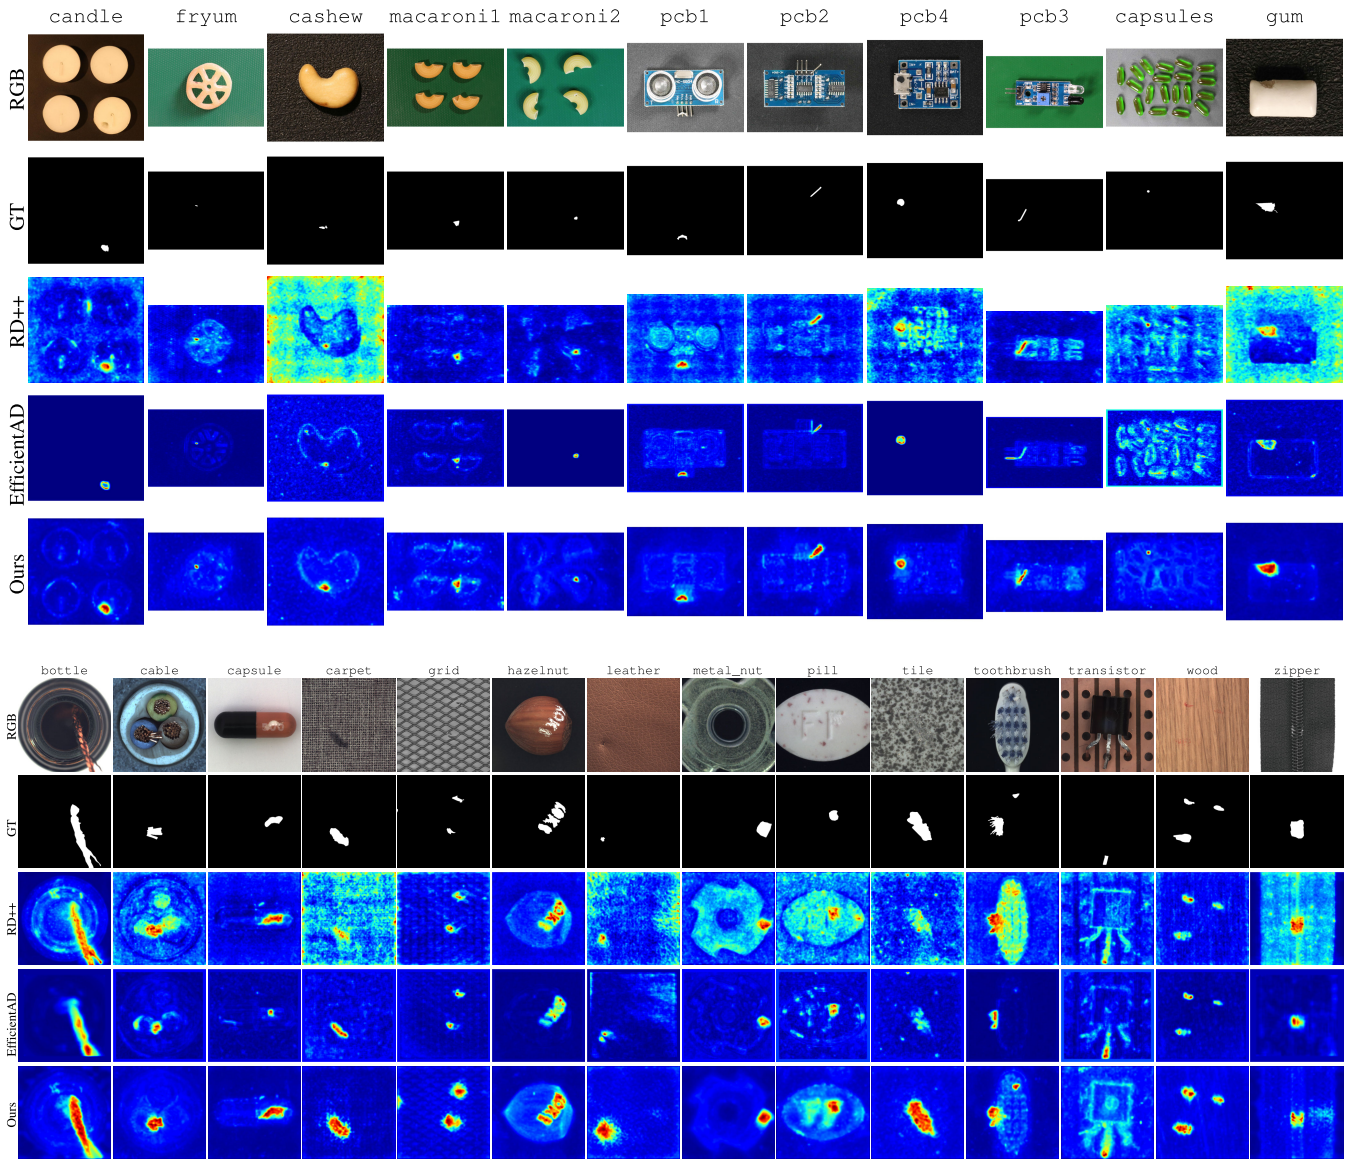 candle fryum cashew macaroni1 macaroni2 pcb1 pcb2 pcb4 pcb3 capsules gum
RGB
GT
RD++
EfficientAD
Ours
bottle cable capsule carpet grid hazelnut leather metal_nut pill tile toothbrush transistor wood zipper
RGB
FF
GT
RD++
EfficientAD
Ours